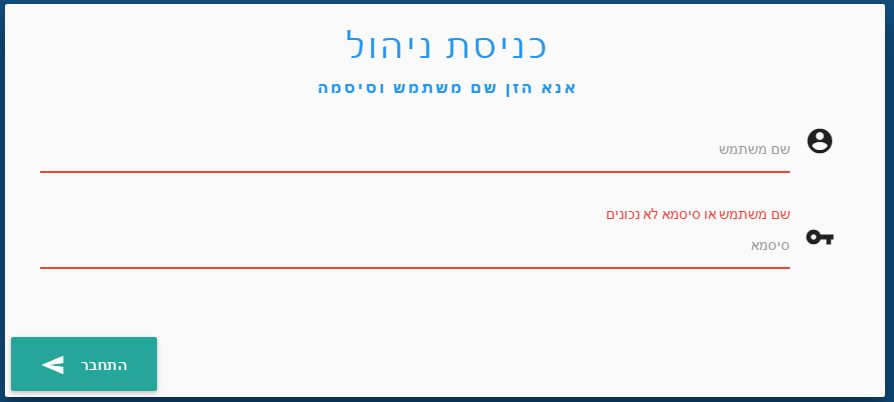 כניסת ניהול
אנא הזן שם משתמש וסיסמה
שם משתמש
שם משתמש או סיסמא לא נכונים
סיסמא
התחבר